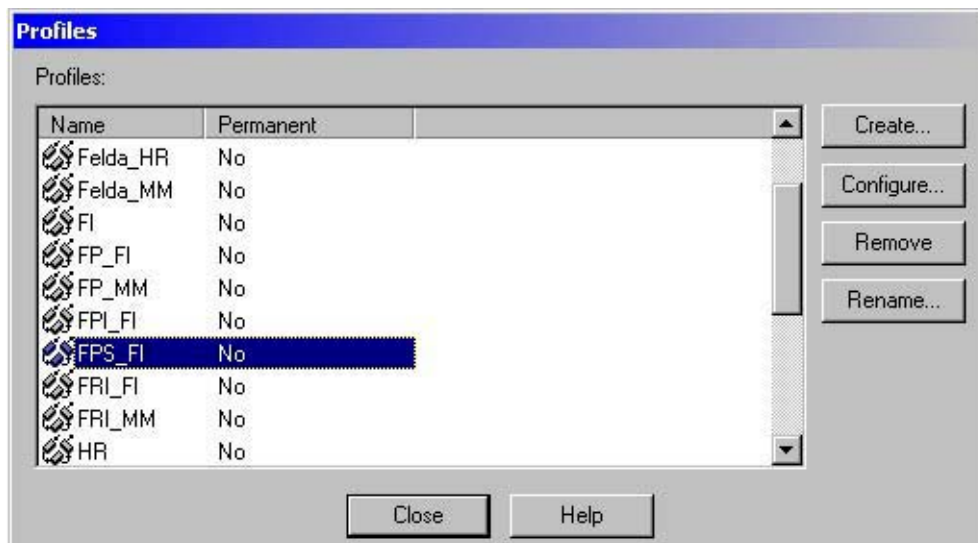 Profiles
Profiles:
Name Permanent
Felda_HR No
Felda_MM No
FI No
FP_FI No
FP_MM No
FPI_FI No
FPS_FI No
FRI_FI No
FRI_MM No
HR No
Create...
Configure...
Remove
Rename...
Close Help